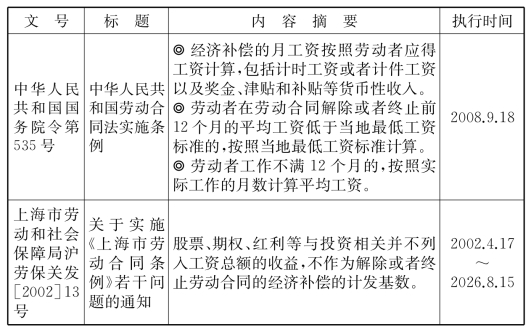 文 号
标 题
内 容 摘 要
执行时间
中华人民
共和国国
务院令第
535 号
中华人民共
和国劳动合
同法实施条
例
◎ 经济补偿的月工资按照劳动者应得
工资计算，包括计时工资或者计件工资
以及奖金、津贴和补贴等货币性收入。
◎ 劳动者在劳动合同解除或者终止前
12 个月的平均工资低于当地最低工资
标准的，按照当地最低工资标准计算。
◎ 劳动者工作不满 12 个月的，按照实
际工作的月数计算平均工资。
2008.9.18
上海市劳
动和社会
保障局沪
劳保关发
[2002]13
号
关于实施
《上海市劳
动合同条
例》若干问
题的通知
股票、期权、红利等与投资相关并不列
入工资总额的收益，不作为解除或者终
止劳动合同的经济补偿的计发基数。
2002.4.17
～
2026.8.15